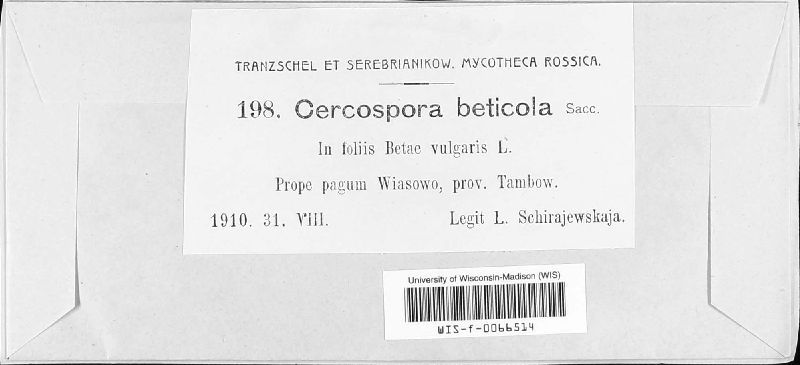 TRANZSCHEL ET SEREBRIANIKOW. MYCOTHECA ROSSICA.
198. Cercospora beticola Sacc.
In foliis Betae vulgaris L.
Prope pagum Wiasowo, prov. Tambow.
1910. 31. VIII. Legit L. Schirajewskaja.
University of Wisconsin-Madison (WIS)
WIS-f-0066514